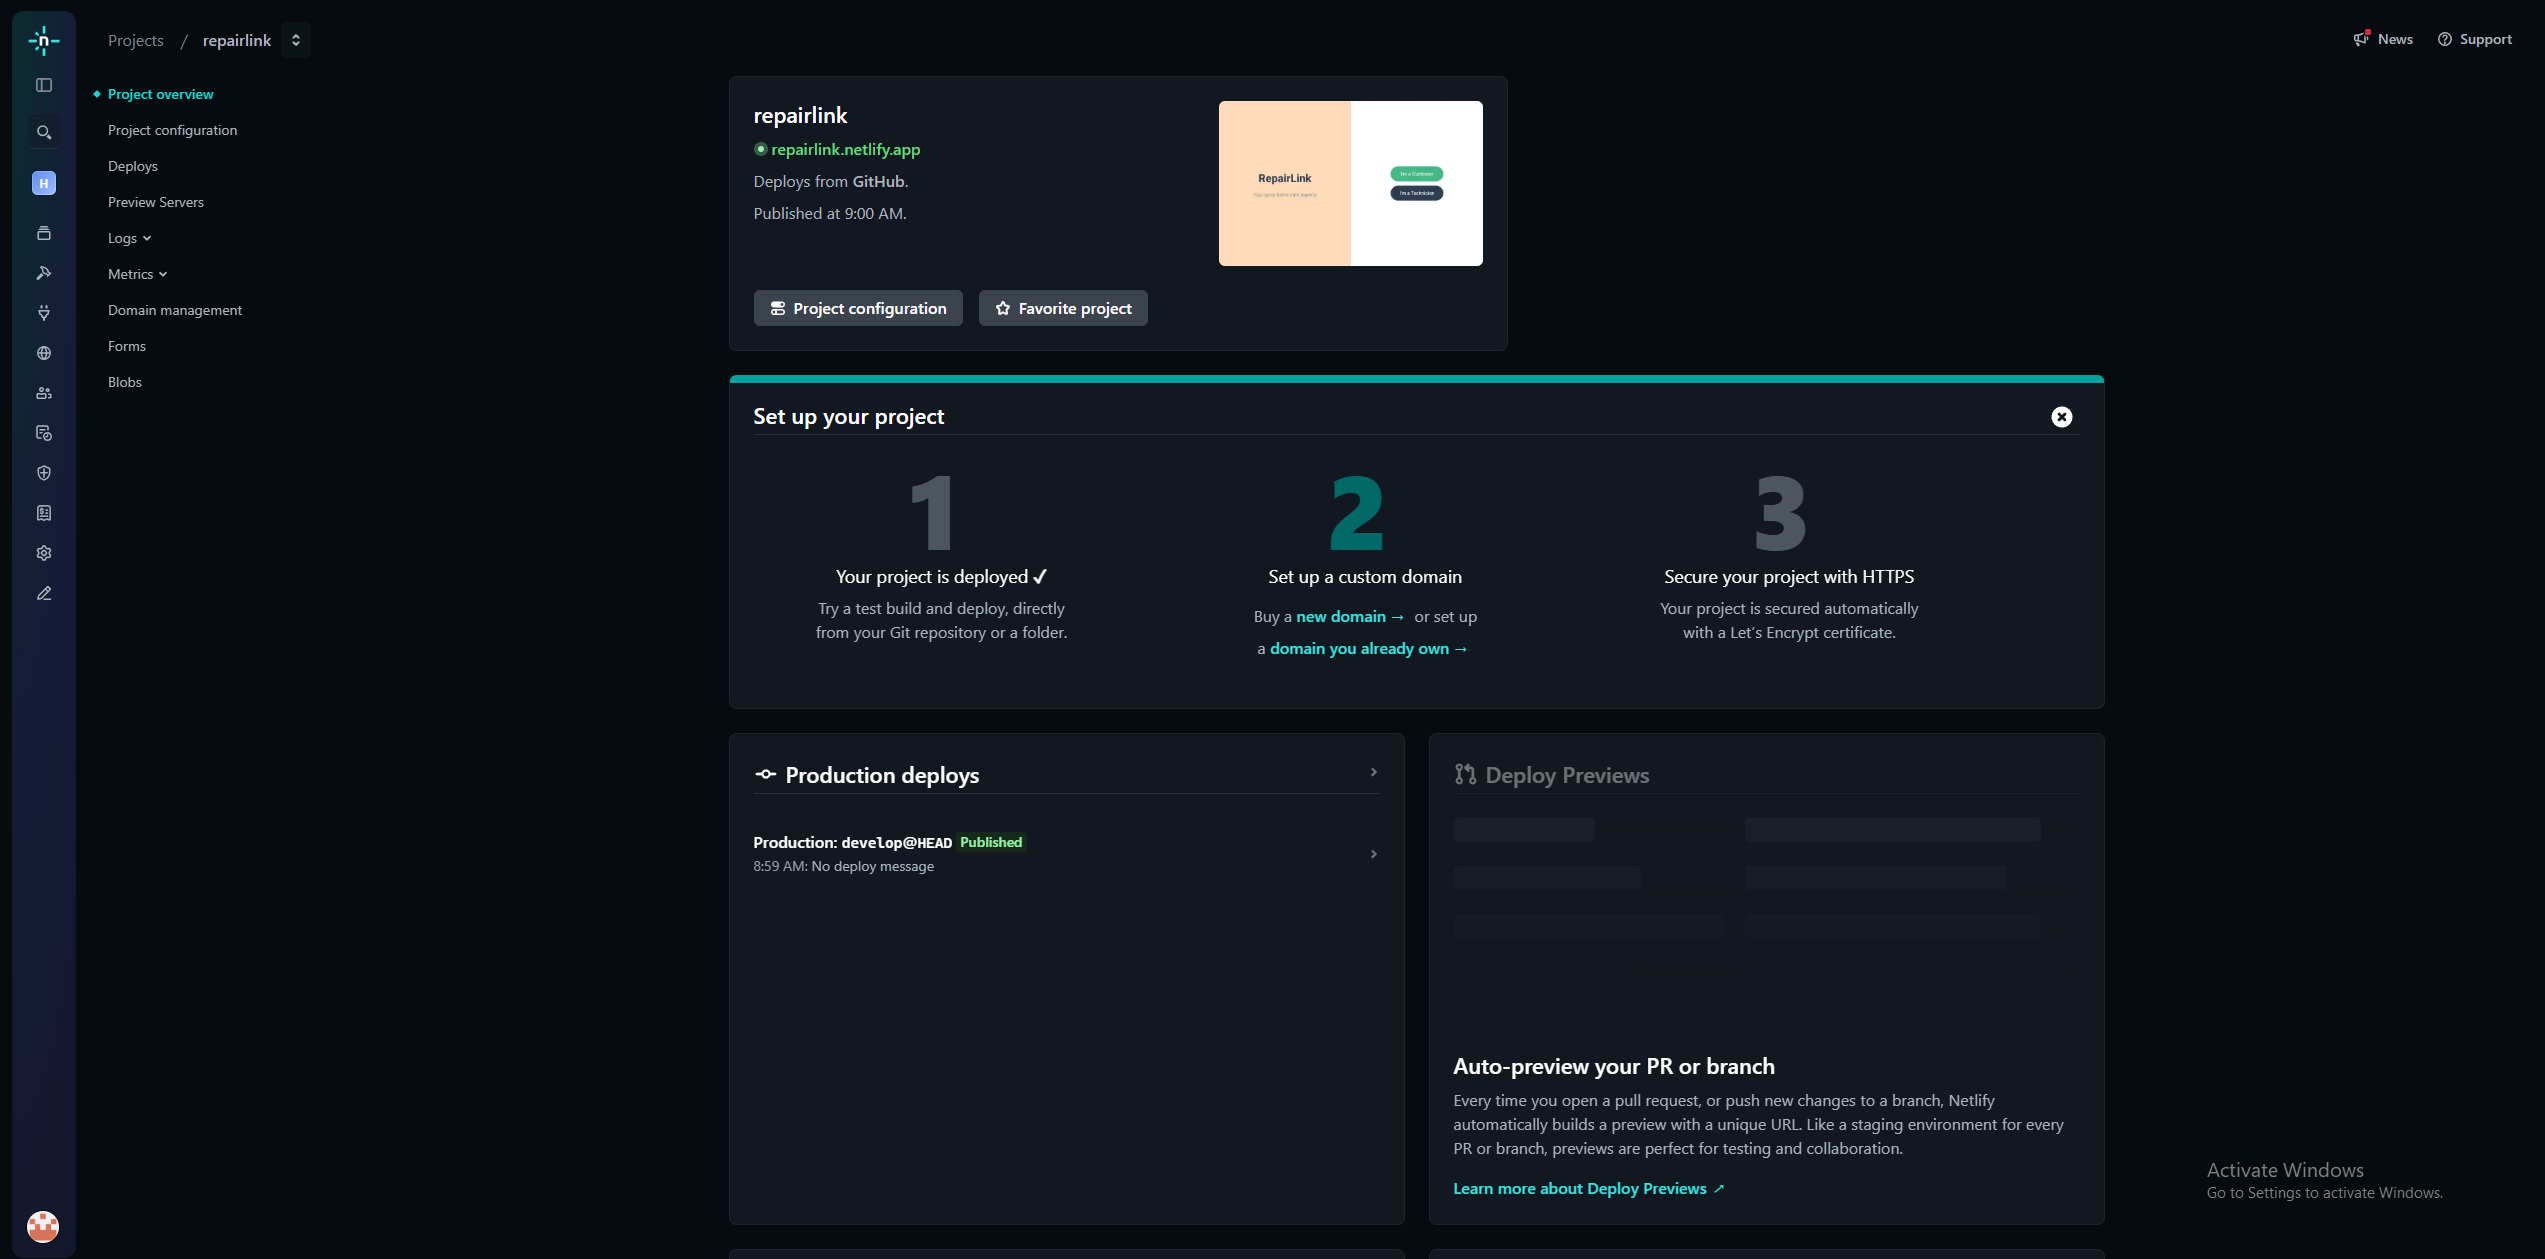 n
Projects / repairlink
News
Support
H
Project overview
Project configuration
Deploys
Preview Servers
Logs
Metrics
Domain management
Forms
Blobs
repairlink
repairlink.netlify.app
Deploys from GitHub.
Published at 9:00 AM.
RepairLink
Your go to home care experts
I'm a Customer
I'm a Technician
Project configuration
Favorite project
Set up your project
1
Your project is deployed ✓
Try a test build and deploy, directly
from your Git repository or a folder.
2
Set up a custom domain
Buy a new domain → or set up
a domain you already own →
3
Secure your project with HTTPS
Your project is secured automatically
with a Let’s Encrypt certificate.
Production deploys
Production: develop@HEAD Published
8:59 AM: No deploy message
Deploy Previews
Auto-preview your PR or branch
Every time you open a pull request, or push new changes to a branch, Netlify
automatically builds a preview with a unique URL. Like a staging environment for every
PR or branch, previews are perfect for testing and collaboration.
Learn more about Deploy Previews ↗
Activate Windows
Go to Settings to activate Windows.